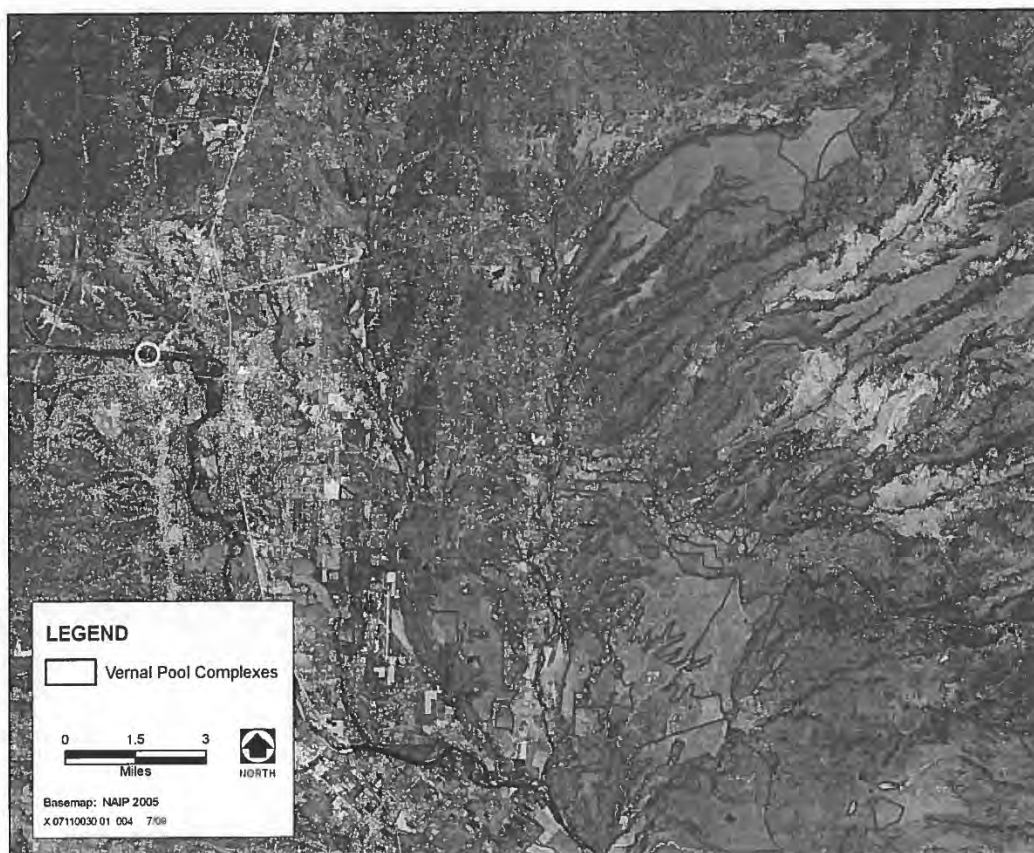 LEGEND
Vernal Pool Complexes
0 1.5 3
Miles
NORTH
Basemap: NAIP 2005
X 07110030 01 004 7/09